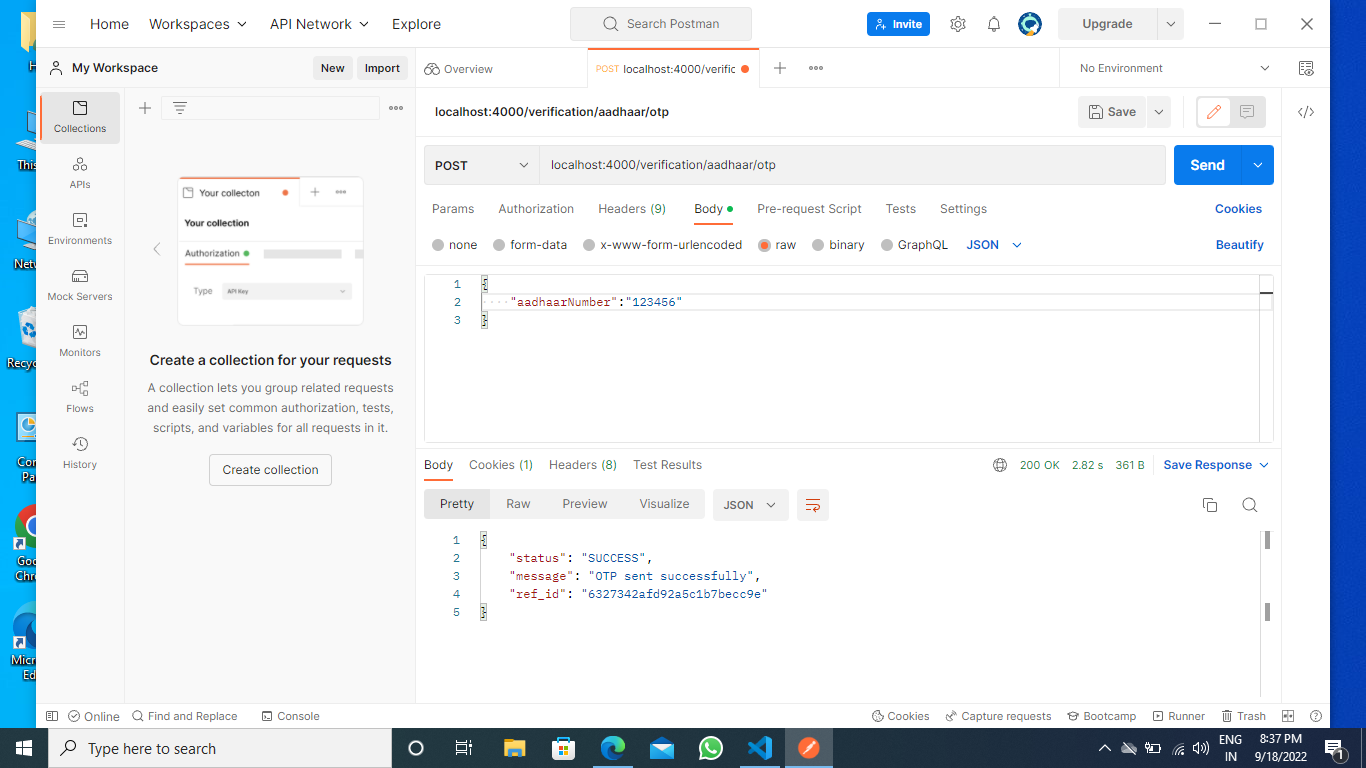 Home
Workspaces
API Network
Explore
Search Postman
Invite
Upgrade
My Workspace
New
Import
Overview
POST localhost:4000/verific
No Environment
Collections
APIs
Environments
Mock Servers
Monitors
Flows
History
Your collecton
Your collection
Authorization
Type
API Key
Create a collection for your requests
A collection lets you group related requests
and easily set common authorization, tests,
scripts, and variables for all requests in it.
Create collection
localhost:4000/verification/aadhaar/otp
Save
POST
localhost:4000/verification/aadhaar/otp
Send
Params
Authorization
Headers (9)
Body
Pre-request Script
Tests
Settings
Cookies
none
form-data
x-www-form-urlencoded
raw
binary
GraphQL
JSON
Beautify
1 {
2 "aadhaarNumber":"123456"
3 }
Body
Cookies (1)
Headers (8)
Test Results
200 OK
2.82 s
361 B
Save Response
Pretty
Raw
Preview
Visualize
JSON
1 {
2 "status": "SUCCESS",
3 "message": "OTP sent successfully",
4 "ref_id": "6327342afd92a5c1b7becc9e"
5 }
Online
Find and Replace
Console
Cookies
Capture requests
Bootcamp
Runner
Trash
Type here to search
ENG
IN
8:37 PM
9/18/2022
1